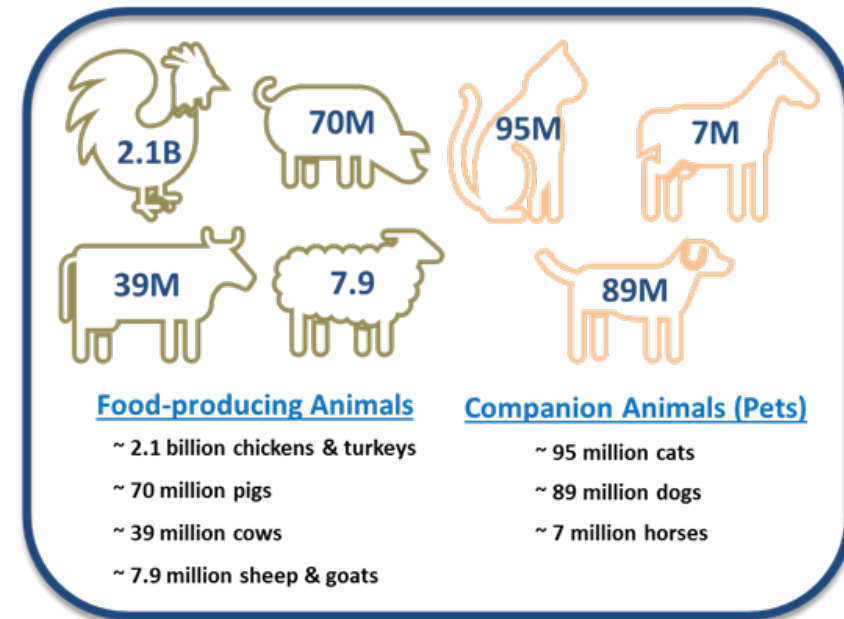 2.1B
70M
95M
7M
39M
7.9
89M
Food-producing Animals
~ 2.1 billion chickens & turkeys
~ 70 million pigs
~ 39 million cows
~ 7.9 million sheep & goats
Companion Animals (Pets)
~ 95 million cats
~ 89 million dogs
~ 7 million horses